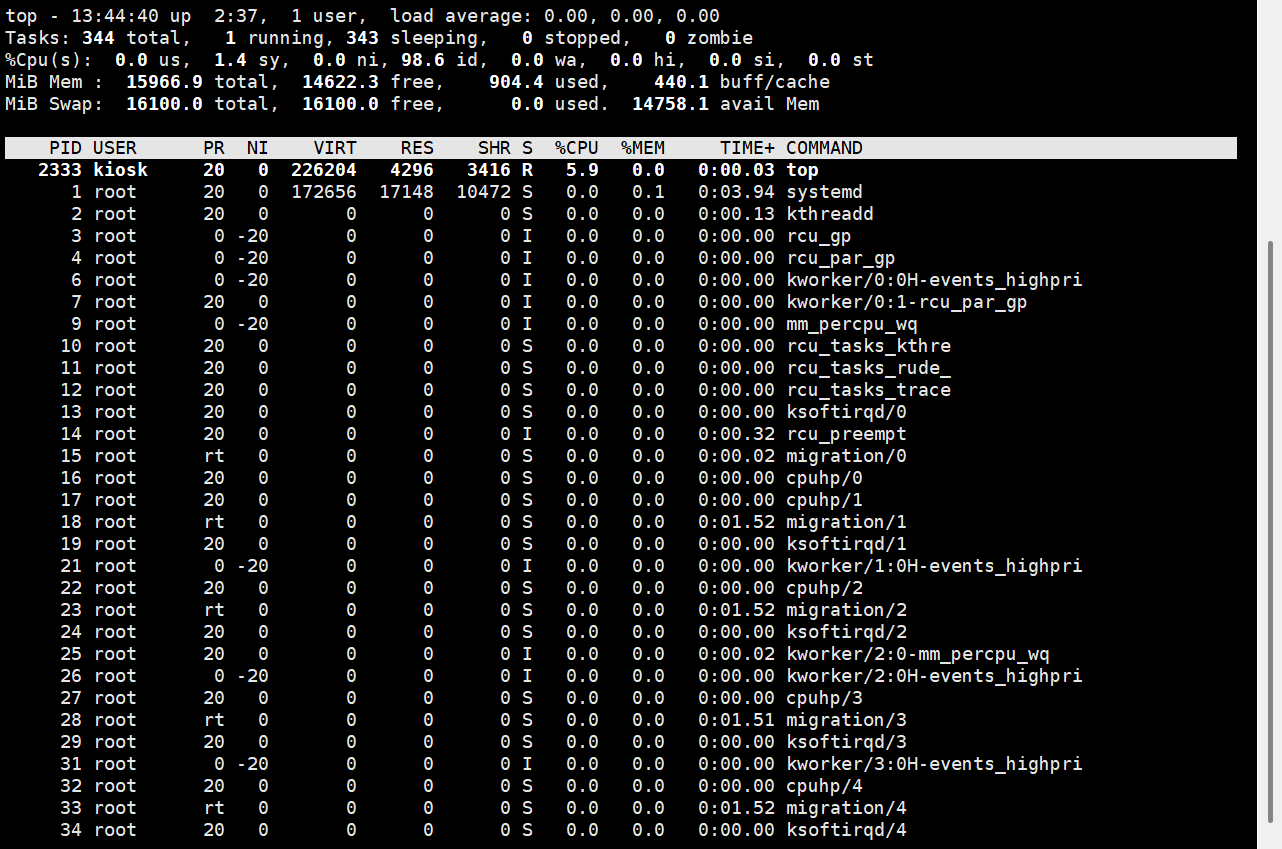 top - 13:44:40 up  2:37,  1 user,  load average: 0.00, 0.00, 0.00
Tasks: 344 total,   1 running, 343 sleeping,   0 stopped,   0 zombie
%Cpu(s):  0.0 us,  1.4 sy,  0.0 ni, 98.6 id,  0.0 wa,  0.0 hi,  0.0 si,  0.0 st
MiB Mem :  15966.9 total,  14622.3 free,    904.4 used,    440.1 buff/cache
MiB Swap:  16100.0 total,  16100.0 free,      0.0 used.  14758.1 avail Mem
    PID USER      PR  NI    VIRT    RES    SHR S  %CPU  %MEM     TIME+ COMMAND
   2333 kiosk     20   0  226204   4296   3416 R   5.9   0.0   0:00.03 top
      1 root      20   0  172656  17148  10472 S   0.0   0.1   0:03.94 systemd
      2 root      20   0       0      0      0 S   0.0   0.0   0:00.13 kthreadd
      3 root       0 -20       0      0      0 I   0.0   0.0   0:00.00 rcu_gp
      4 root       0 -20       0      0      0 I   0.0   0.0   0:00.00 rcu_par_gp
      6 root       0 -20       0      0      0 I   0.0   0.0   0:00.00 kworker/0:0H-events_highpri
      7 root      20   0       0      0      0 I   0.0   0.0   0:00.00 kworker/0:1-rcu_par_gp
      9 root       0 -20       0      0      0 I   0.0   0.0   0:00.00 mm_percpu_wq
     10 root      20   0       0      0      0 S   0.0   0.0   0:00.00 rcu_tasks_kthre
     11 root      20   0       0      0      0 S   0.0   0.0   0:00.00 rcu_tasks_rude_
     12 root      20   0       0      0      0 S   0.0   0.0   0:00.00 rcu_tasks_trace
     13 root      20   0       0      0      0 S   0.0   0.0   0:00.00 ksoftirqd/0
     14 root      20   0       0      0      0 I   0.0   0.0   0:00.32 rcu_preempt
     15 root      rt   0       0      0      0 S   0.0   0.0   0:00.02 migration/0
     16 root      20   0       0      0      0 S   0.0   0.0   0:00.00 cpuhp/0
     17 root      20   0       0      0      0 S   0.0   0.0   0:00.00 cpuhp/1
     18 root      rt   0       0      0      0 S   0.0   0.0   0:01.52 migration/1
     19 root      20   0       0      0      0 S   0.0   0.0   0:00.00 ksoftirqd/1
     21 root       0 -20       0      0      0 I   0.0   0.0   0:00.00 kworker/1:0H-events_highpri
     22 root      20   0       0      0      0 S   0.0   0.0   0:00.00 cpuhp/2
     23 root      rt   0       0      0      0 S   0.0   0.0   0:01.52 migration/2
     24 root      20   0       0      0      0 S   0.0   0.0   0:00.00 ksoftirqd/2
     25 root      20   0       0      0      0 I   0.0   0.0   0:00.02 kworker/2:0-mm_percpu_wq
     26 root       0 -20       0      0      0 I   0.0   0.0   0:00.00 kworker/2:0H-events_highpri
     27 root      20   0       0      0      0 S   0.0   0.0   0:00.00 cpuhp/3
     28 root      rt   0       0      0      0 S   0.0   0.0   0:01.51 migration/3
     29 root      20   0       0      0      0 S   0.0   0.0   0:00.00 ksoftirqd/3
     31 root       0 -20       0      0      0 I   0.0   0.0   0:00.00 kworker/3:0H-events_highpri
     32 root      20   0       0      0      0 S   0.0   0.0   0:00.00 cpuhp/4
     33 root      rt   0       0      0      0 S   0.0   0.0   0:01.52 migration/4
     34 root      20   0       0      0      0 S   0.0   0.0   0:00.00 ksoftirqd/4